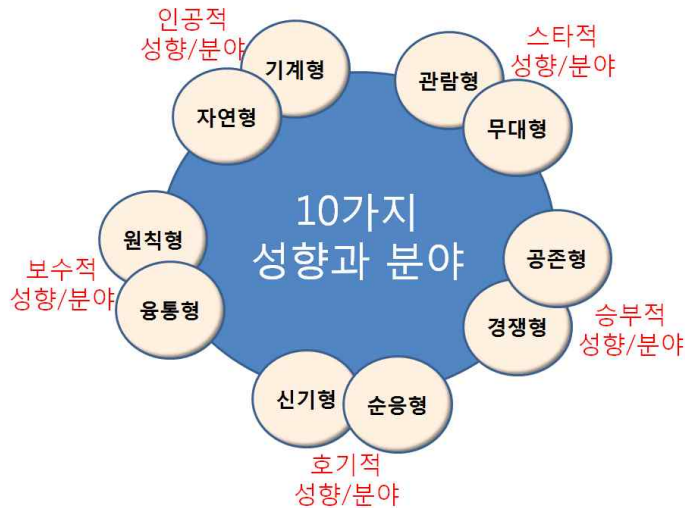 인공적
성향/분야
기계형
자연형
스타적
성향/분야
관람형
무대형
10가지
성향과 분야
원칙형
융통형
보수적
성향/분야
공존형
경쟁형
승부적
성향/분야
신기형
순응형
호기적
성향/분야